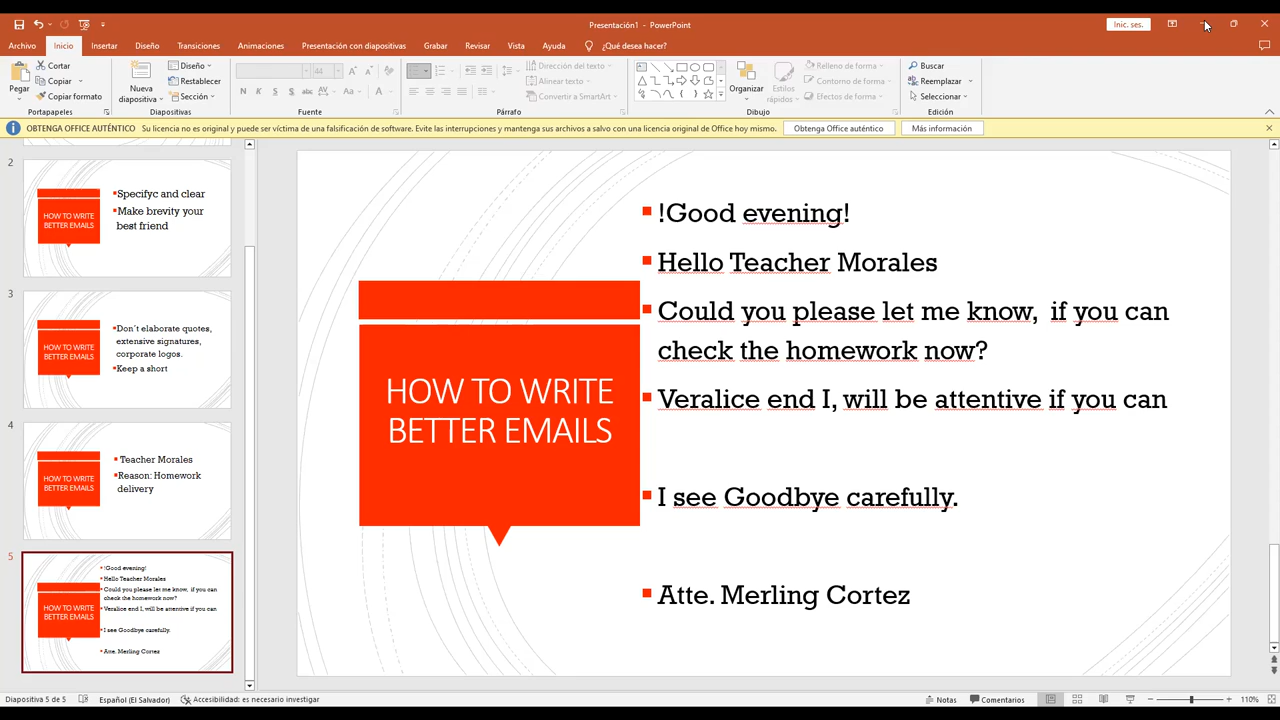 Presentación1 - PowerPoint
Inic. ses.
Archivo Inicio Insertar Diseño Transiciones Animaciones Presentación con diapositivas Grabar Revisar Vista Ayuda ¿Qué desea hacer?
Pegar
Cortar
Copiar
Copiar formato
Portapapeles
Nueva diapositiva
Diseño
Restablecer
Sección
Diapositivas
44
N K S abc AV Aa A
Fuente
Dirección del texto
Alinear texto
Convertir a SmartArt
Párrafo
Organizar
Estilos rápidos
Relleno de forma
Contorno de forma
Efectos de forma
Dibujo
Buscar
Reemplazar
Seleccionar
Edición
OBTENGA OFFICE AUTÉNTICO Su licencia no es original y puede ser víctima de una falsificación de software. Evite las interrupciones y mantenga sus archivos a salvo con una licencia original de Office hoy mismo. Obtenga Office auténtico Más información
2
HOW TO WRITE
BETTER EMAILS
Specifyc and clear
Make brevity your
best friend
3
HOW TO WRITE
BETTER EMAILS
Don´t elaborate quotes,
extensive signatures,
corporate logos.
Keep a short
4
HOW TO WRITE
BETTER EMAILS
Teacher Morales
Reason: Homework
delivery
5
HOW TO WRITE
BETTER EMAILS
!Good evening!
Hello Teacher Morales
Could you please let me know, if you can
check the homework now?
Veralice end I, will be attentive if you can
I see Goodbye carefully.
Atte. Merling Cortez
HOW TO WRITE
BETTER EMAILS
!Good evening!
Hello Teacher Morales
Could you please let me know,  if you can
check the homework now?
Veralice end I, will be attentive if you can
I see Goodbye carefully.
Atte. Merling Cortez
Diapositiva 5 de 5 Español (El Salvador) Accesibilidad: es necesario investigar Notas Comentarios 110%